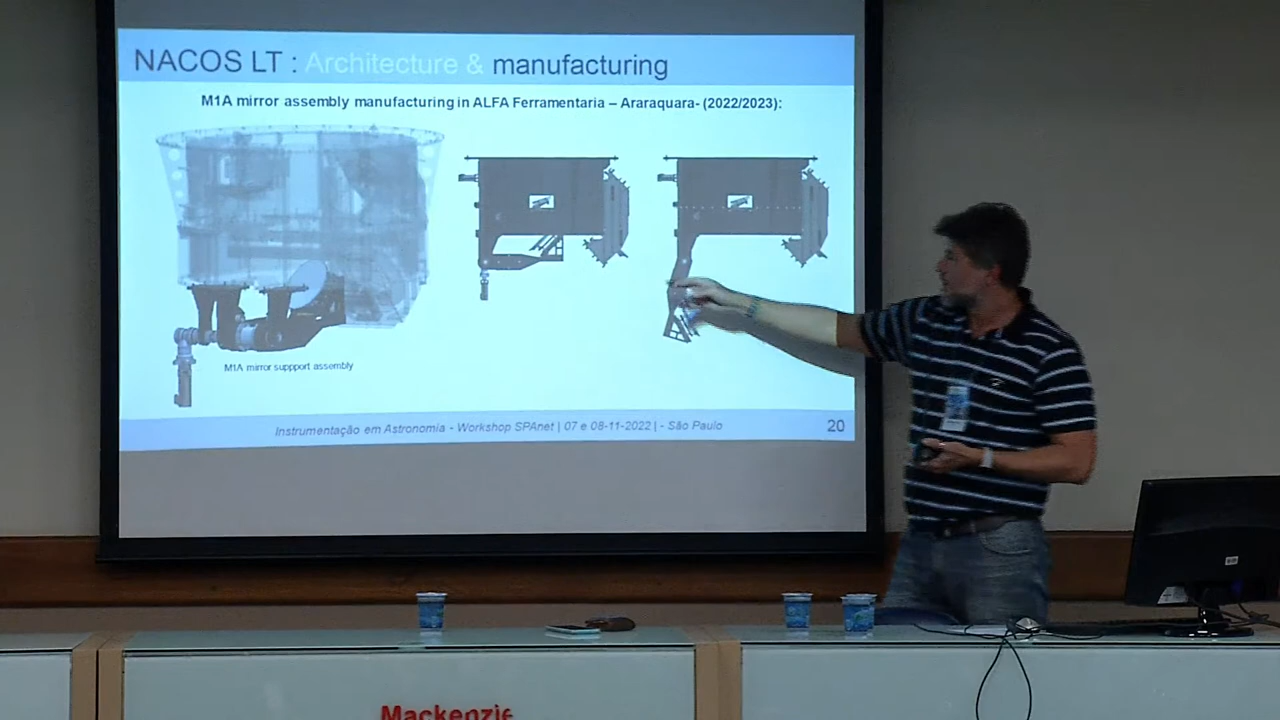 NACOS LT : Architecture & manufacturing
M1A mirror assembly manufacturing in ALFA Ferramentaria – Araraquara- (2022/2023):
M1A mirror suppport assembly
Instrumentação em Astronomia - Workshop SPAnet | 07 e 08-11-2022 | - São Paulo
20
Mackenzie